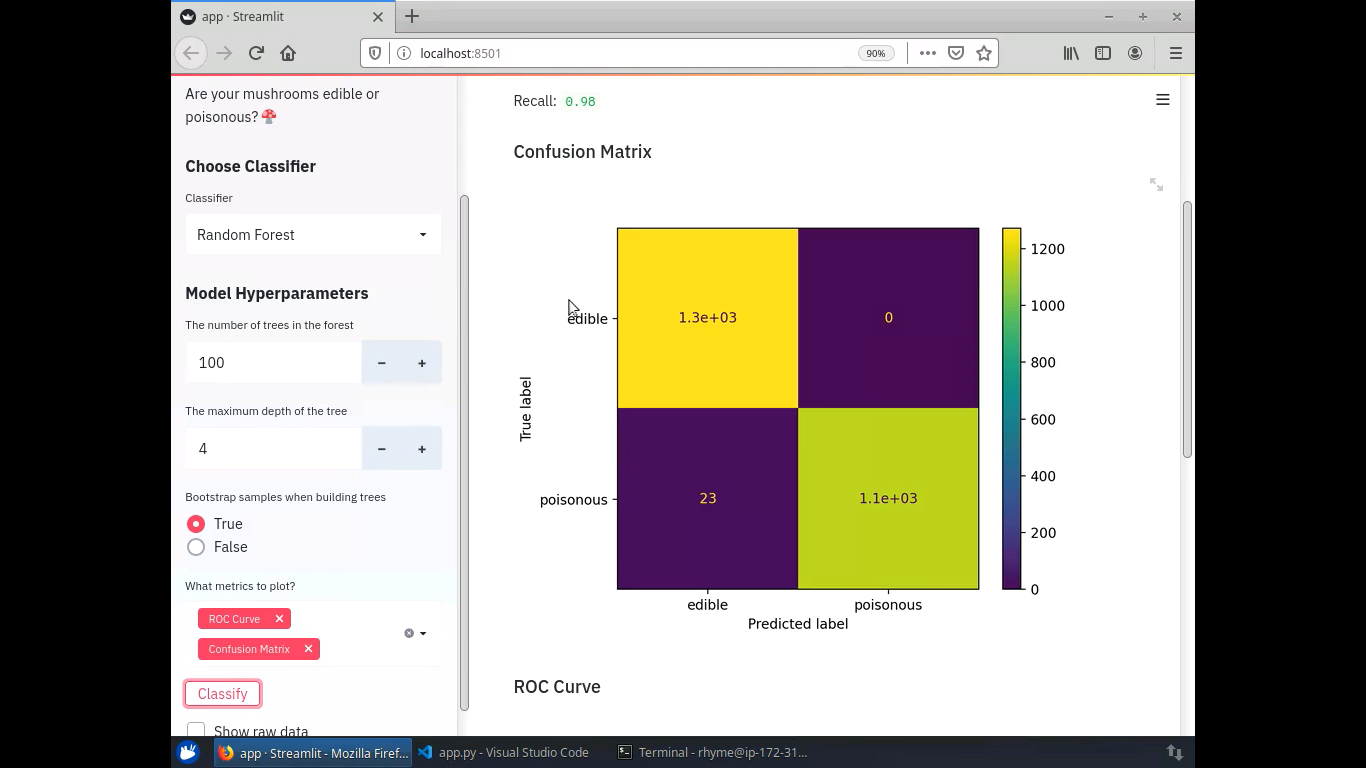 app · Streamlit
localhost:8501
90%
Are your mushrooms edible or
poisonous?🍄
Choose Classifier
Classifier
Random Forest
Model Hyperparameters
The number of trees in the forest
100
The maximum depth of the tree
4
Bootstrap samples when building trees
True
False
What metrics to plot?
ROC Curve
Confusion Matrix
Classify
Show raw data
Recall: 0.98
Confusion Matrix
True label
edible
poisonous
1.3e+03
0
23
1.1e+03
edible
poisonous
Predicted label
1200
1000
800
600
400
200
0
ROC Curve
app · Streamlit - Mozilla Firef...
app.py - Visual Studio Code
Terminal - rhyme@ip-172-31...